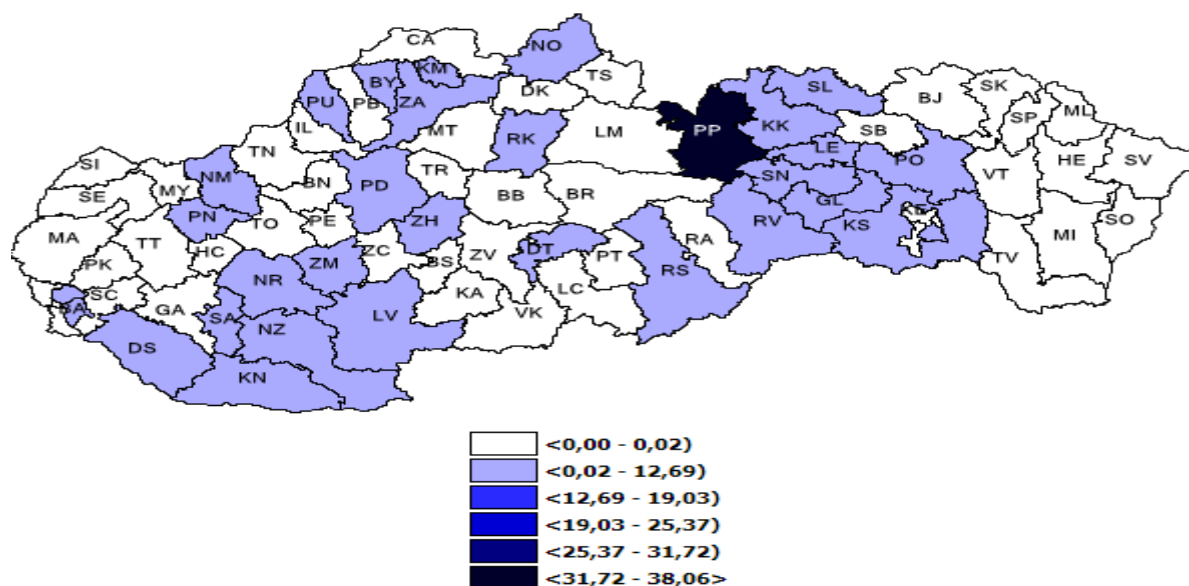 CA
NO
KM
BY
TS
PU
PB
ZA
DK
SL
BJ
SK
ML
SP
IL
MT
RK
LM
PP
KK
SB
TN
LE
PO
HE
SV
SI
NM
BN
PD
TR
SN
VT
SE
MY
BB
BR
GL
PN
TO
PE
ZH
RV
KS
KE
SO
MA
TT
HC
ZC
BS
ZV
DT
PT
RA
MI
PK
NR
ZM
RS
TV
SC
GA
KA
LC
BA
SA
NZ
LV
VK
DS
KN
<0,00 - 0,02)
<0,02 - 12,69)
<12,69 - 19,03)
<19,03 - 25,37)
<25,37 - 31,72)
<31,72 - 38,06>